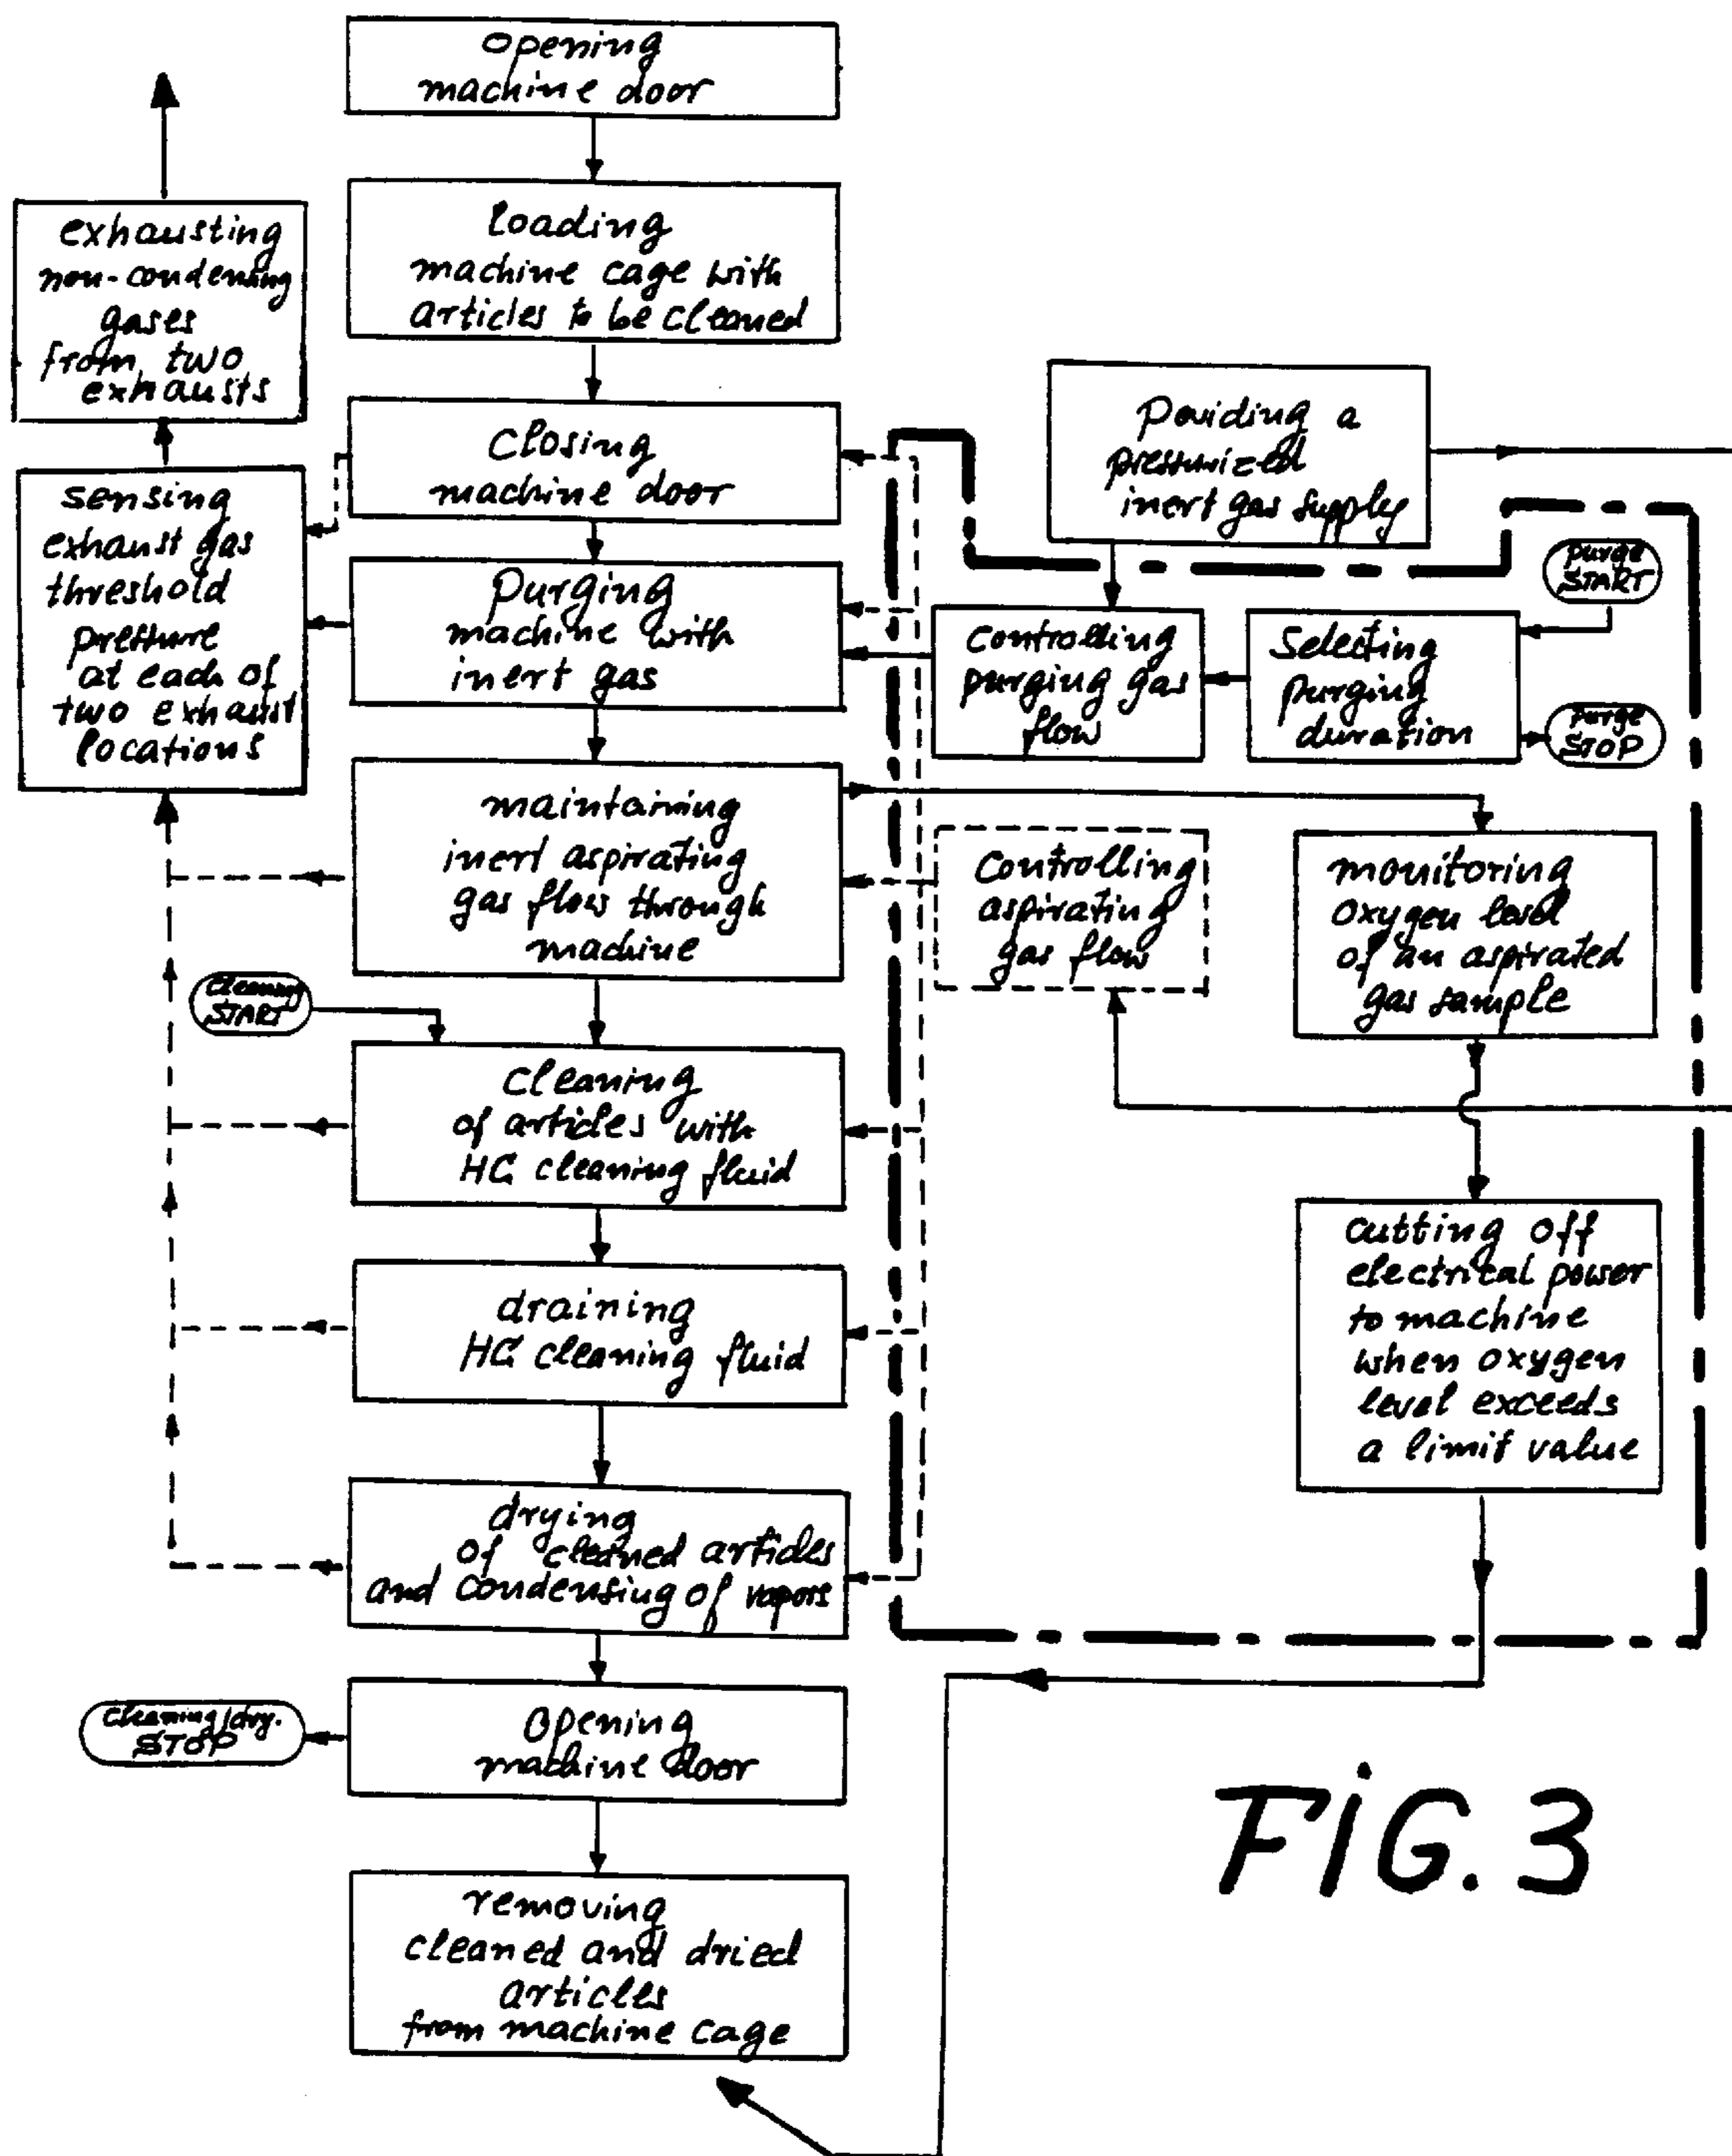 opening
machine door
loading
machine cage with
articles to be cleaned
exhausting
non-condening
gases
from two
exhausts
closing
machine door
Poviding a
pressurized
inert gas supply
sensing
exhaust gas
threshold
pressure
at each of
two exhaust
locations
purging
machine with
inert gas
controlling
purging gas
flow
Selecting
purging
duration
purge
START
purge
STOP
maintaining
inert aspirating
gas flow through
machine
controlling
aspirating
gas flow
monitoring
oxygen level
of an aspirated
gas sample
cleaning
START
cleaning
of articles with
HC cleaning fluid
cutting off
electrical power
to machine
when oxygen
level exceeds
a limit value
draining
HC cleaning fluid
drying
of cleaned articles
and condensing of vapors
opening
machine door
Cleaning/dry.
STOP
removing
cleaned and dried
articles
from machine cage
FIG. 3